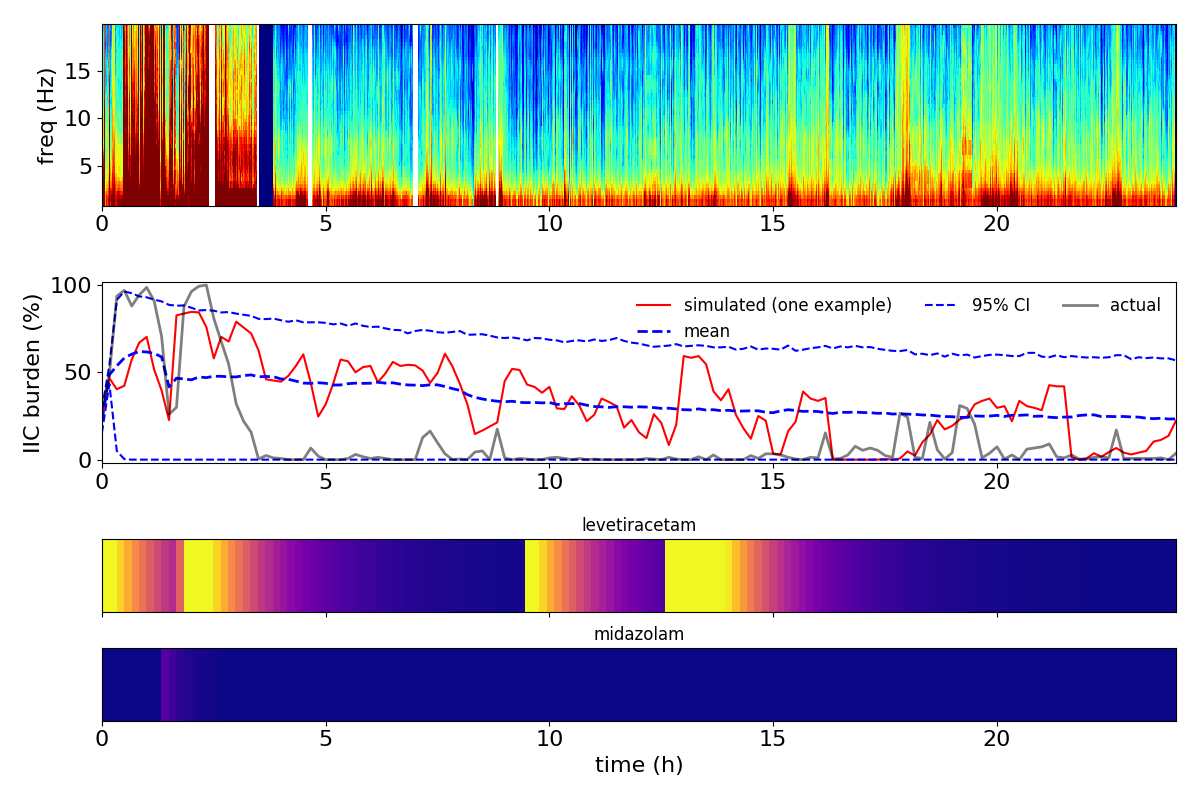 freq (Hz)
15
10
5
0 5 10 15 20
IIC burden (%)
100
50
0
simulated (one example)
mean
95% CI
actual
0 5 10 15 20
levetiracetam
midazolam
0 5 10 15 20
time (h)